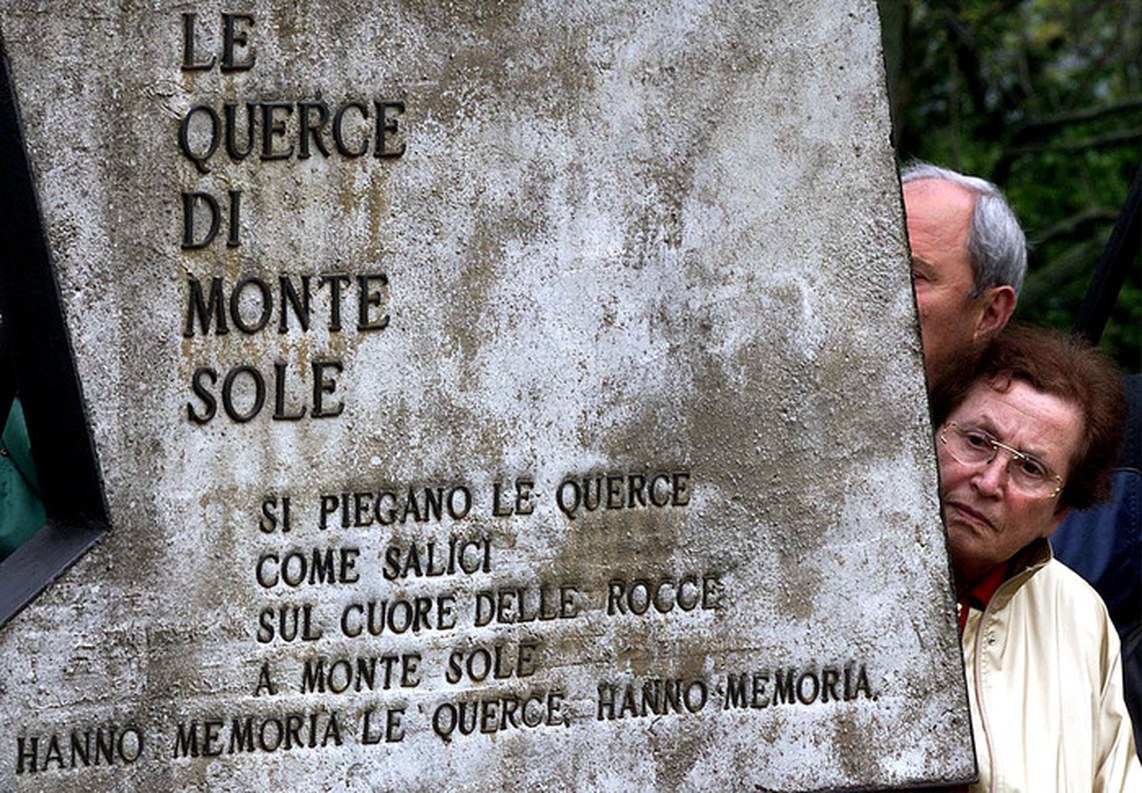 LE
QUERCE
DI
MONTE
SOLE
SI PIEGANO LE QUERCE
COME SALICI
SUL CUORE DELLE ROCCE
A MONTE SOLE
HANNO MEMORIA LE QUERCE, HANNO MEMORIA.